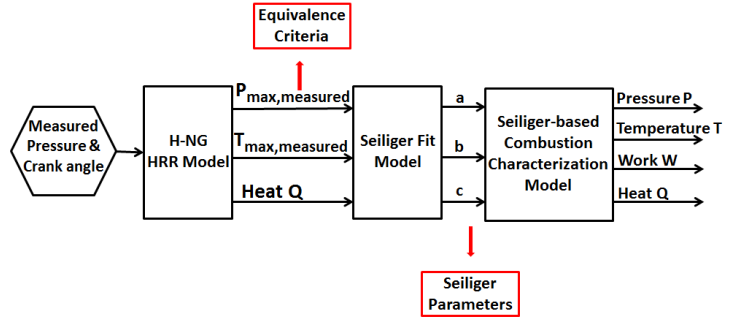 Equivalence
Criteria
Measured
Pressure &
Crank angle
H-NG
HRR Model
Pmax,measured
Tmax,measured
Heat Q
Seiliger Fit
Model
a
b
c
Seiliger-based
Combustion
Characterization
Model
Pressure P
Temperature T
Work W
Heat Q
Seiliger
Parameters